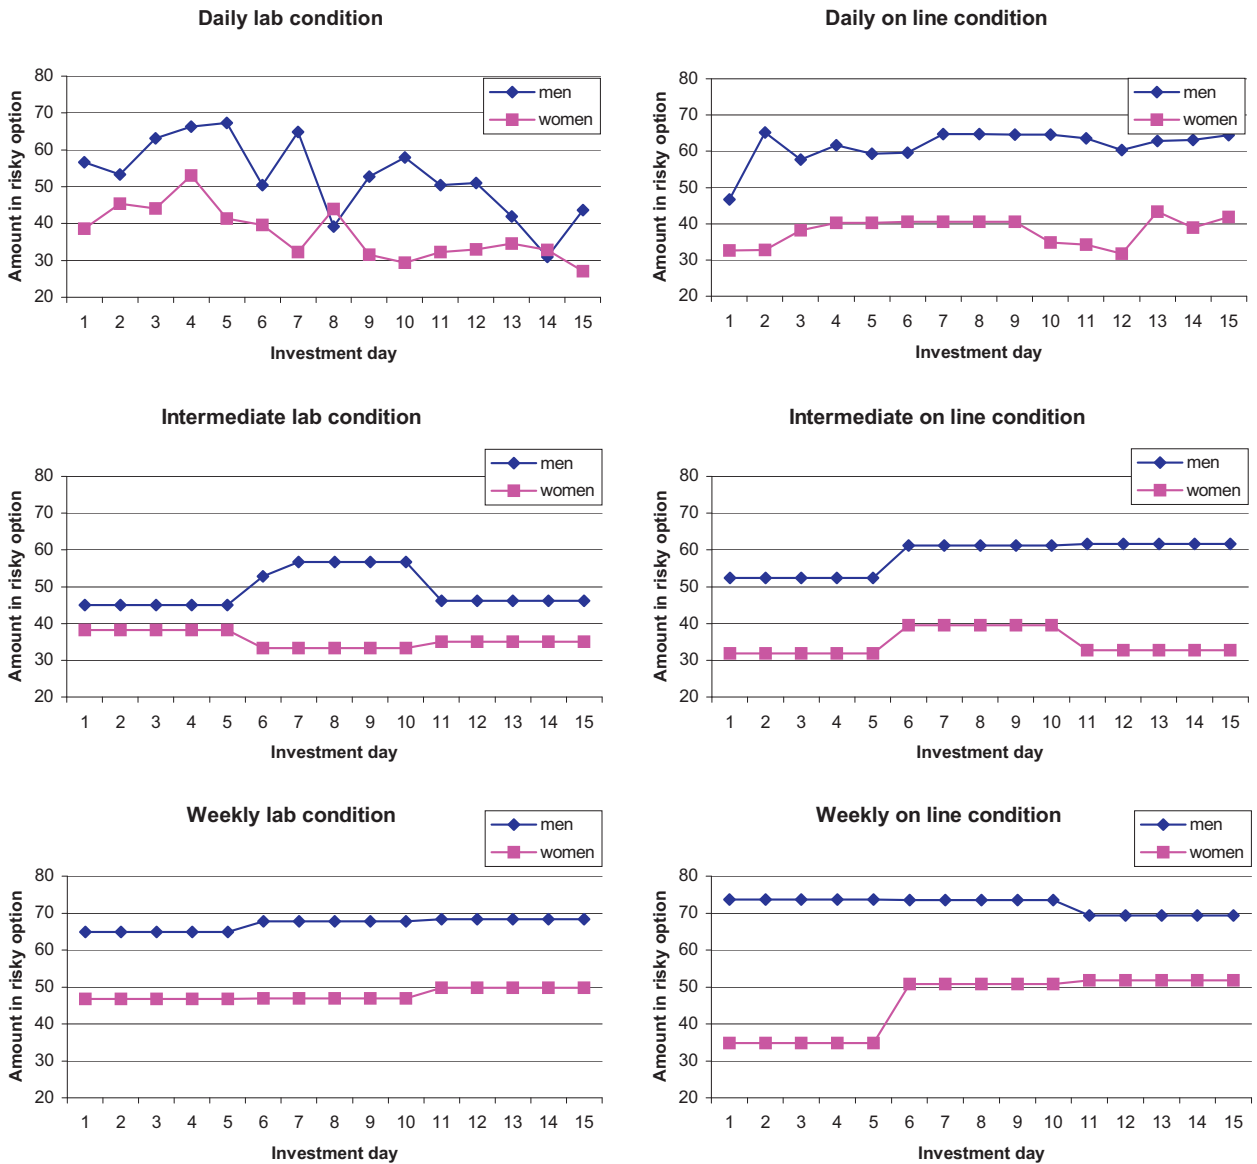 Daily lab condition
80
70
60
50
40
30
20
Amount in risky option
men
women
1 2 3 4 5 6 7 8 9 10 11 12 13 14 15
Investment day
Daily on line condition
80
70
60
50
40
30
20
Amount in risky option
men
women
1 2 3 4 5 6 7 8 9 10 11 12 13 14 15
Investment day
Intermediate lab condition
80
70
60
50
40
30
20
Amount in risky option
men
women
1 2 3 4 5 6 7 8 9 10 11 12 13 14 15
Investment day
Intermediate on line condition
80
70
60
50
40
30
20
Amount in risky option
men
women
1 2 3 4 5 6 7 8 9 10 11 12 13 14 15
Investment day
Weekly lab condition
80
70
60
50
40
30
20
Amount in risky option
men
women
1 2 3 4 5 6 7 8 9 10 11 12 13 14 15
Investment day
Weekly on line condition
80
70
60
50
40
30
20
Amount in risky option
men
women
1 2 3 4 5 6 7 8 9 10 11 12 13 14 15
Investment day